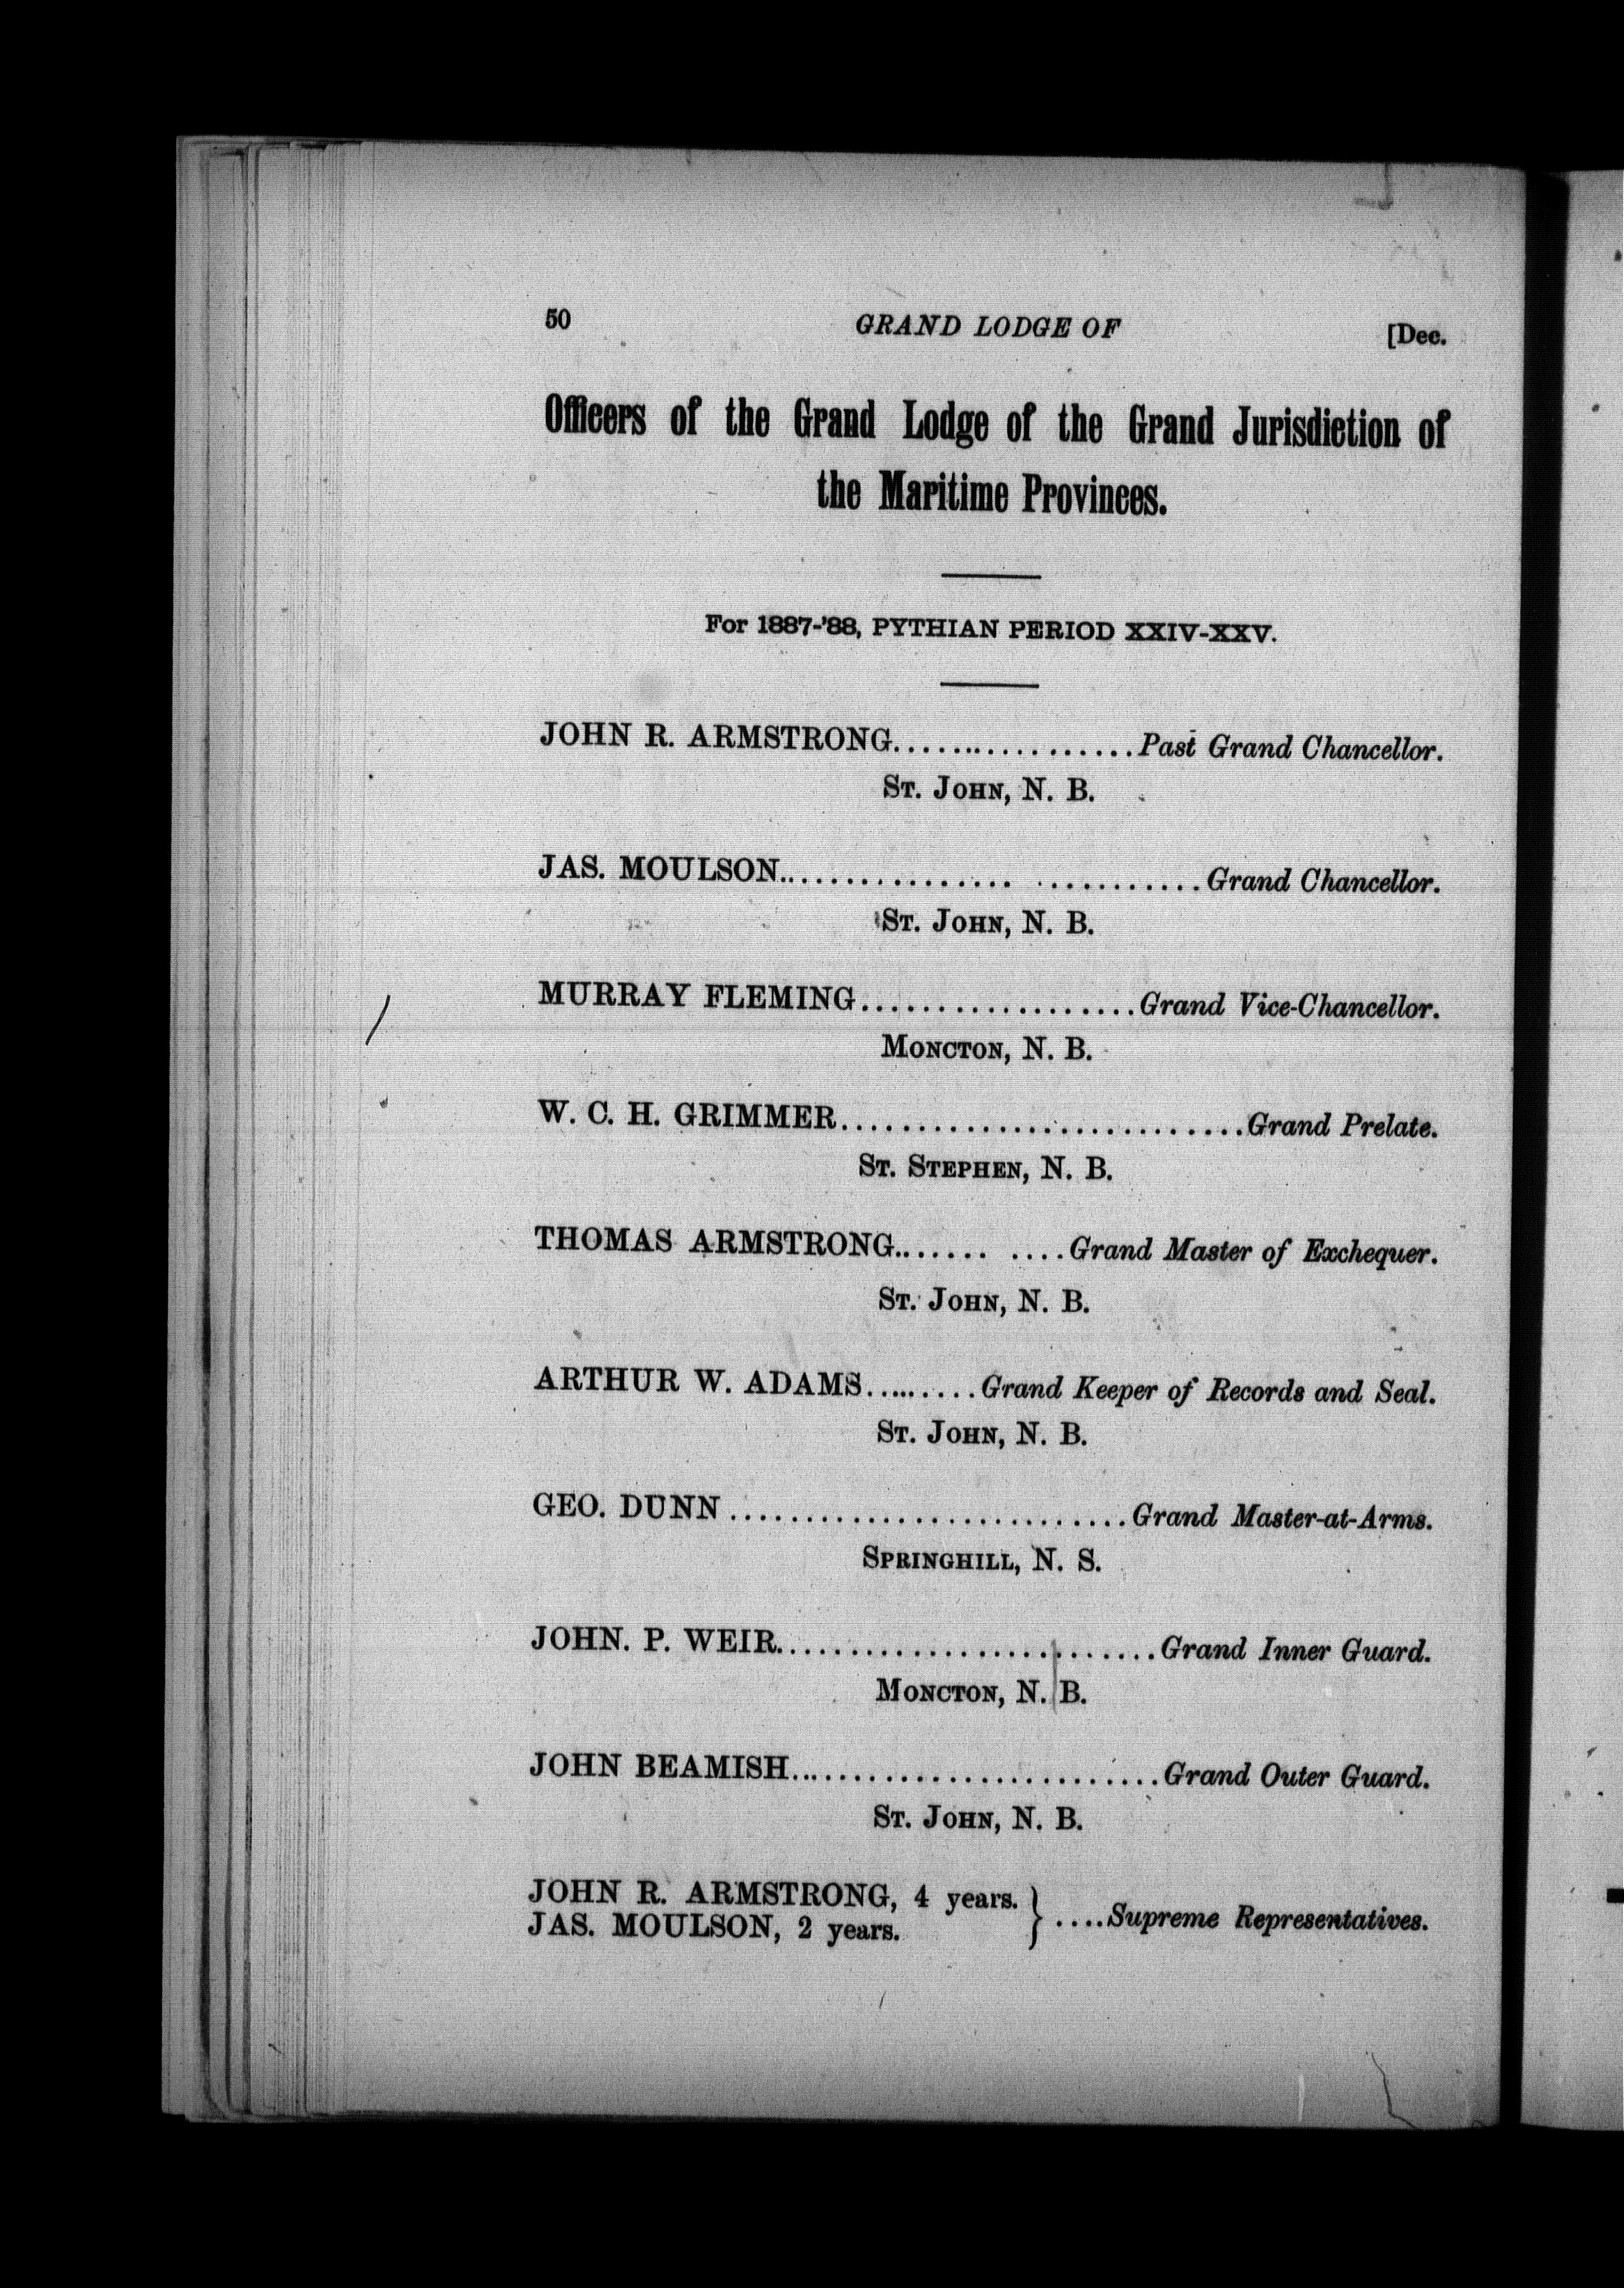 50 GRAND LODGE OF [Dec.
Officers of the Grand Lodge of the Grand Jurisdiction of
the Maritime Provinces.
For 1887-'88, PYTHIAN PERIOD XXIV-XXV.
JOHN R. ARMSTRONG.................Past Grand Chancellor.
ST. JOHN, N. B.
JAS. MOULSON................. ...........Grand Chancellor.
ST. JOHN, N. B.
MURRAY FLEMING..................Grand Vice-Chancellor.
MONCTON, N. B.
W. C. H. GRIMMER...........................Grand Prelate.
ST. STEPHEN, N. B.
THOMAS ARMSTRONG....... ....Grand Master of Exchequer.
ST. JOHN, N. B.
ARTHUR W. ADAMS.........Grand Keeper of Records and Seal.
ST. JOHN, N. B.
GEO. DUNN ..........................Grand Master-at-Arms.
SPRINGHILL, N. S.
JOHN. P. WEIR.........................Grand Inner Guard.
MONCTON, N. B.
JOHN BEAMISH.........................Grand Outer Guard.
ST. JOHN, N. B.
JOHN R. ARMSTRONG, 4 years. } ....Supreme Representatives.
JAS. MOULSON, 2 years.